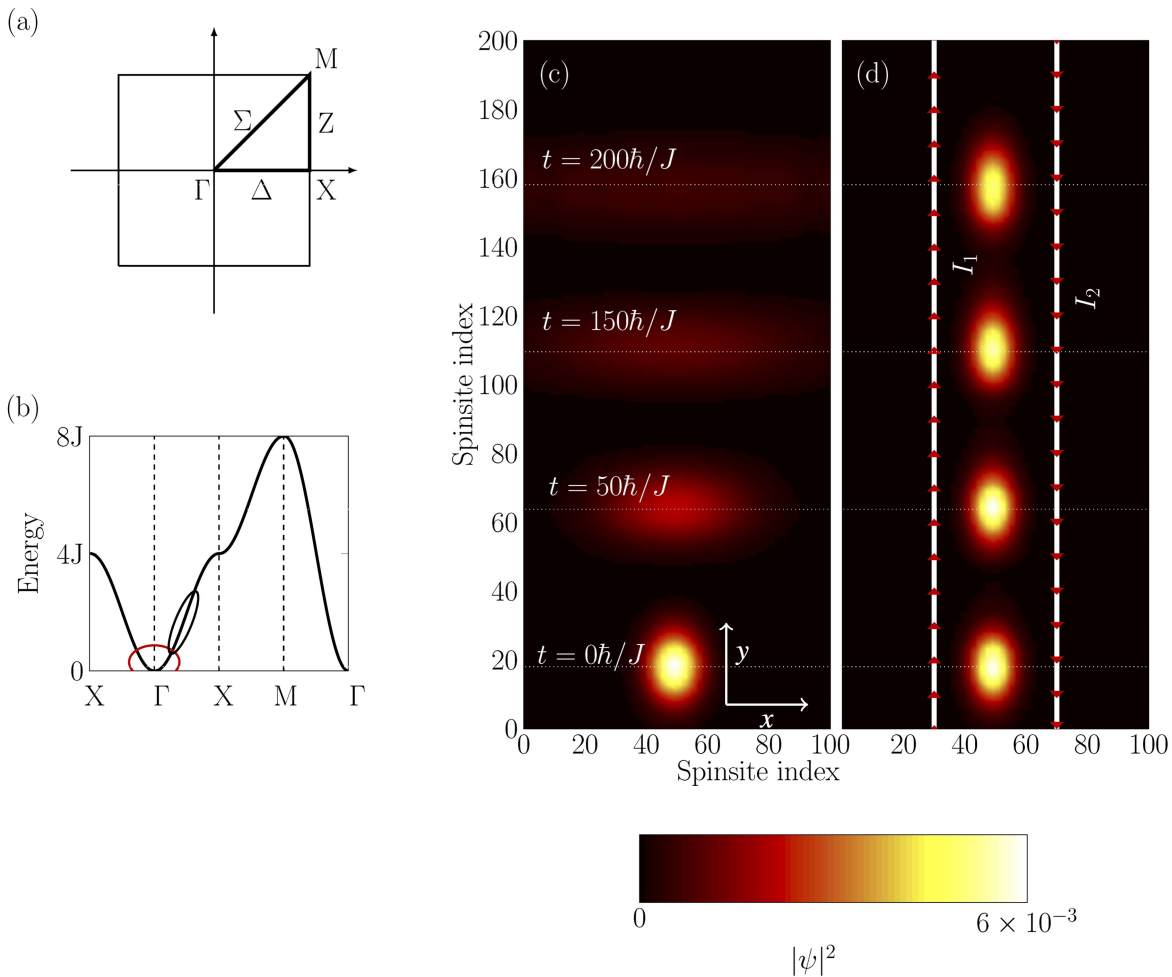 (a)
M
Σ
Z
Γ
Δ
X
(b)
Energy
8J
4J
0
X
Γ
X
M
Γ
Spinsite index
200
180
160
140
120
100
80
60
40
20
0
(c)
t = 200ħ/J
t = 150ħ/J
t = 50ħ/J
t = 0ħ/J
y
x
0
20
40
60
80
100
(d)
I₁
I₂
20
40
60
80
100
Spinsite index
0
6 × 10⁻³
|ψ|²